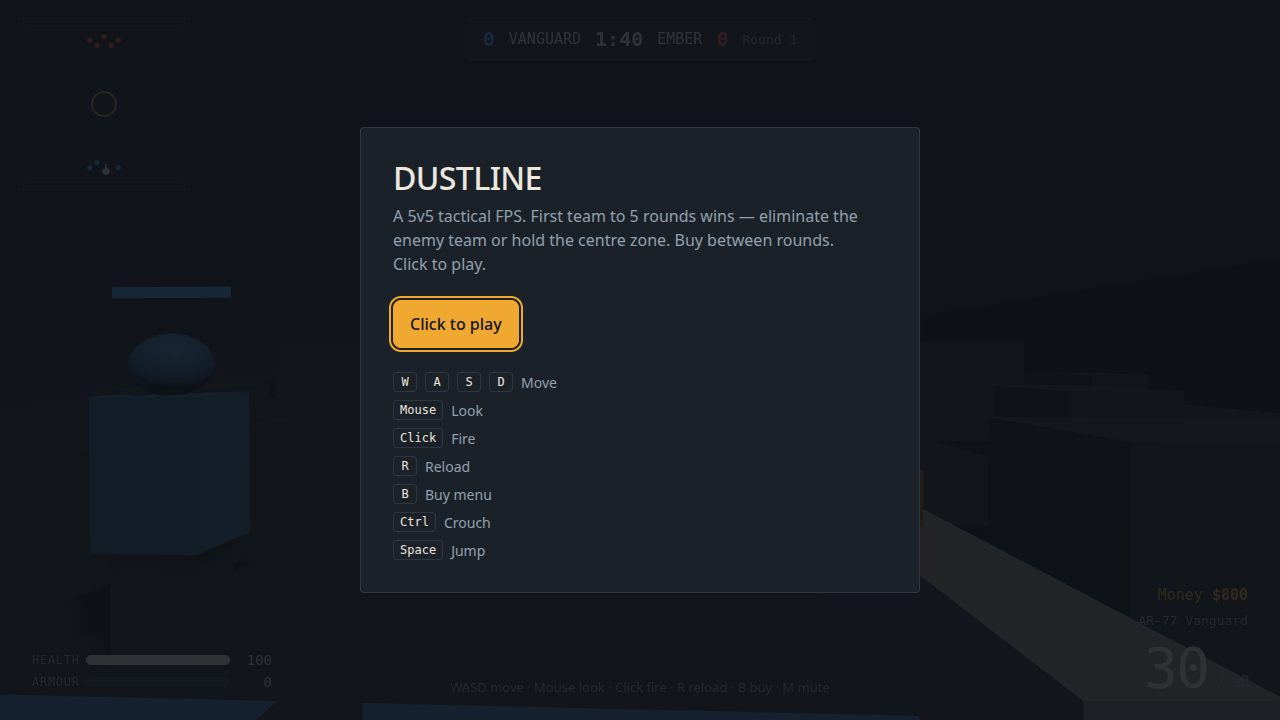 0 VANGUARD 1:40 EMBER 0 Round 1
DUSTLINE
A 5v5 tactical FPS. First team to 5 rounds wins — eliminate the
enemy team or hold the centre zone. Buy between rounds.
Click to play.
Click to play
W A S D Move
Mouse Look
Click Fire
R Reload
B Buy menu
Ctrl Crouch
Space Jump
Money $800
AR-77 Vanguard
30
HEALTH 100
ARMOUR 0
WASD move · Mouse look · Click fire · R reload · B buy · M mute